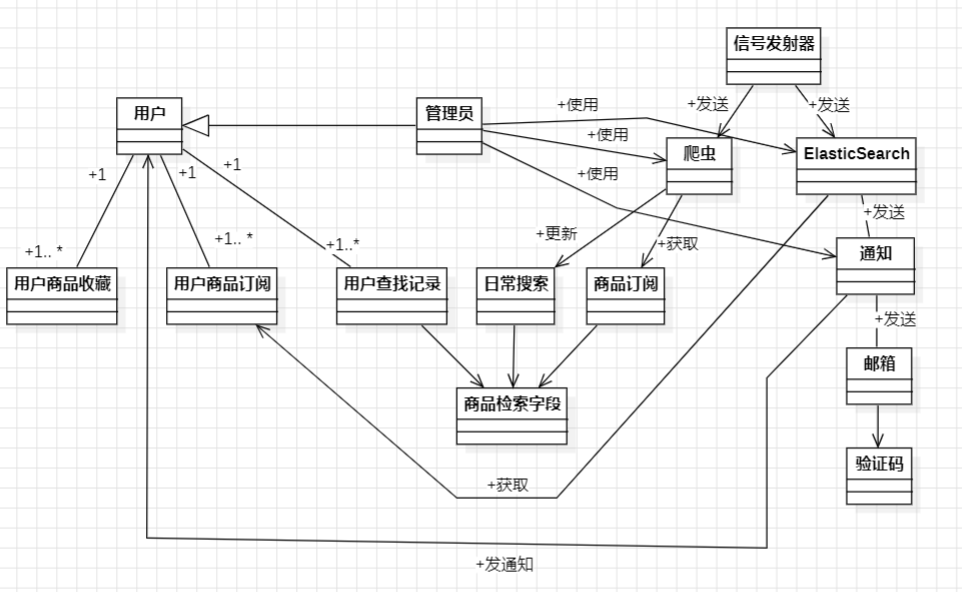 信号发射器
用户
管理员
+使用
+发送
+发送
+使用
爬虫
ElasticSearch
+1
+1
+1
+使用
+发送
+1.. *
+1.. *
+1..*
+更新
+获取
通知
用户商品收藏
用户商品订阅
用户查找记录
日常搜索
商品订阅
+发送
邮箱
商品检索字段
验证码
+获取
+发通知